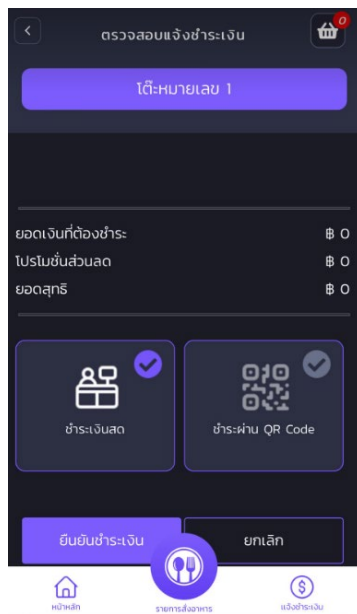 ตรวจสอบแจ้งชำระเงิน
0
โต๊ะหมายเลข 1
ยอดเงินที่ต้องชำระ ฿ 0
โปรโมชั่นส่วนลด ฿ 0
ยอดสุทธิ ฿ 0
ชำระเงินสด ชำระผ่าน QR Code
ยืนยันชำระเงิน ยกเลิก
หน้าหลัก รายการสั่งอาหาร แจ้งชำระเงิน